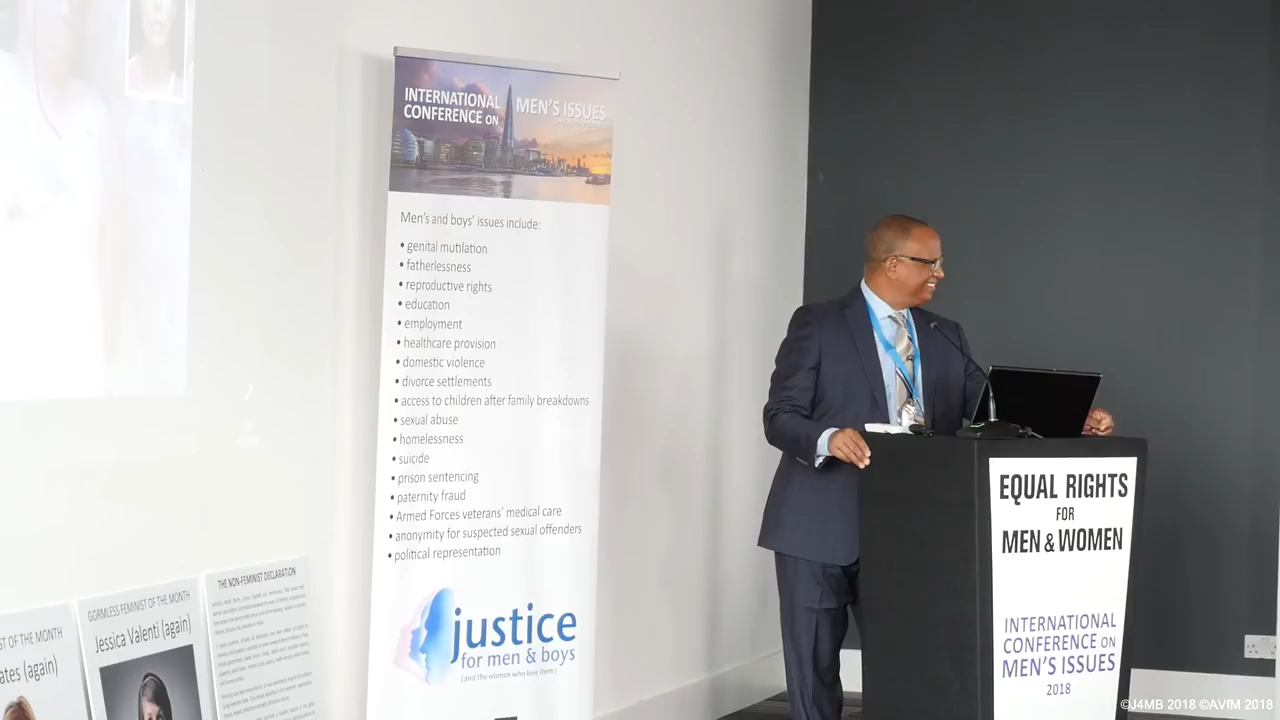 INTERNATIONAL
CONFERENCE ON
MEN'S ISSUES
Men's and boys' issues include:
• genital mutilation
• fatherlessness
• reproductive rights
• education
• employment
• healthcare provision
• domestic violence
• divorce settlements
• access to children after family breakdowns
• sexual abuse
• homelessness
• suicide
• prison sentencing
• paternity fraud
• Armed Forces veterans' medical care
• anonymity for suspected sexual offenders
• political representation
justice
for men & boys
(and the women who love them)
OF THE MONTH
(again)
GORMLESS FEMINIST OF THE MONTH
Jessica Valenti (again)
THE NON-FEMINIST DECLARATION
EQUAL RIGHTS
FOR
MEN & WOMEN
INTERNATIONAL
CONFERENCE ON
MEN'S ISSUES
2018
©J4MB 2018 ©AVfM 2018